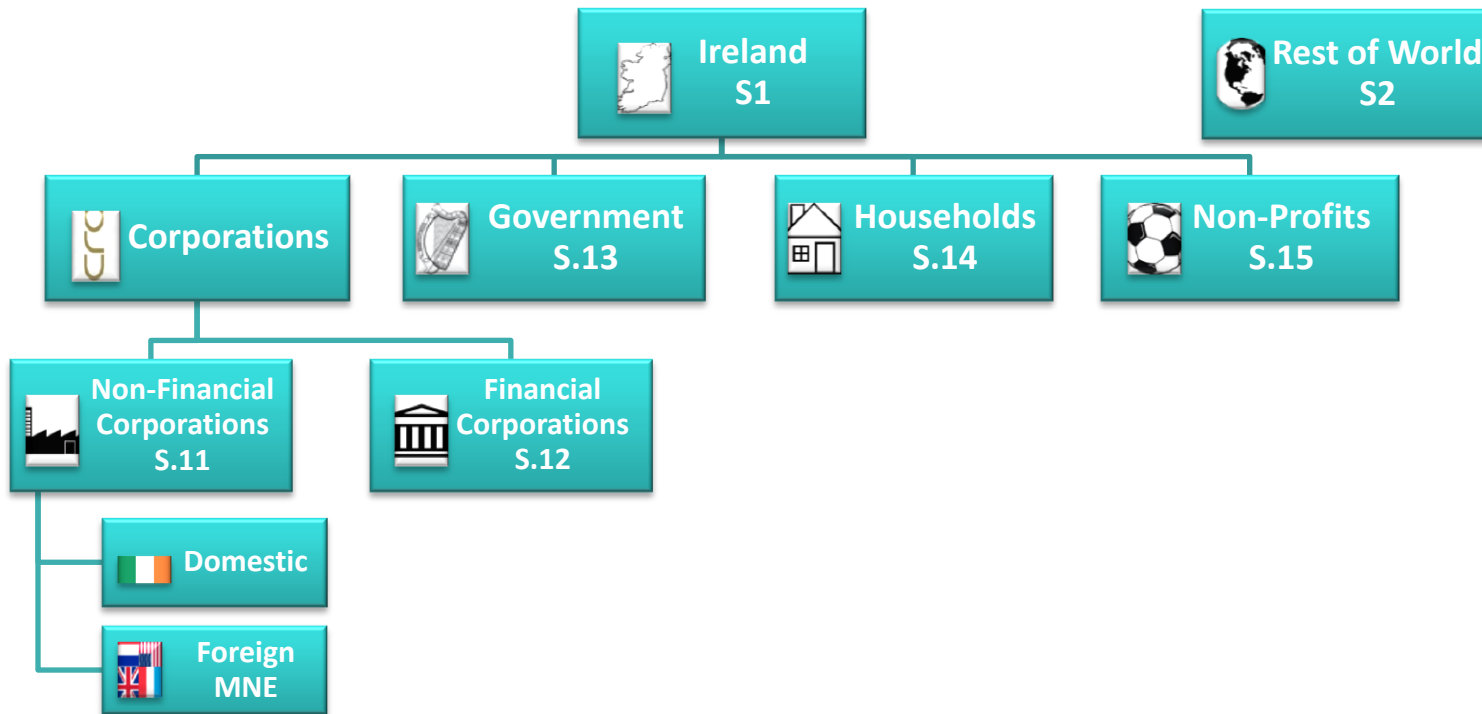 Ireland
S1
Rest of World
S2
Corporations
Government
S.13
Households
S.14
Non-Profits
S.15
Non-Financial
Corporations
S.11
Financial
Corporations
S.12
Domestic
Foreign
MNE